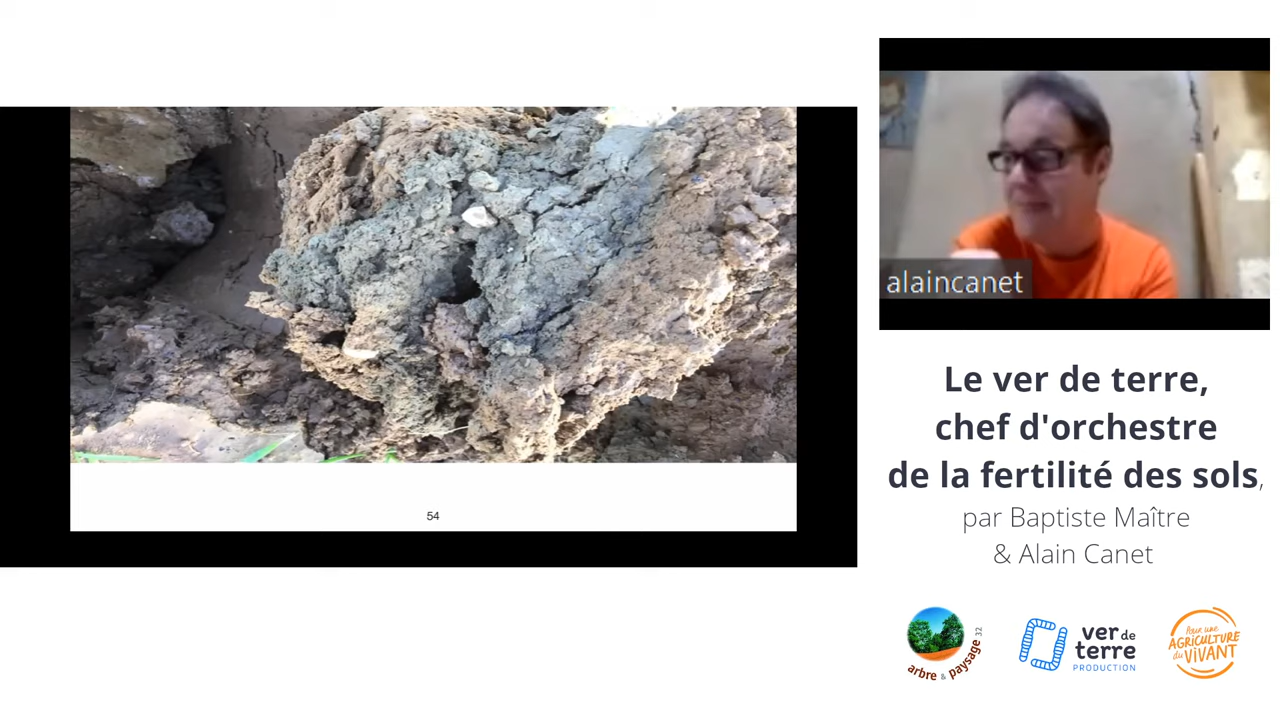 54
alaincanet
Le ver de terre,
chef d'orchestre
de la fertilité des sols,
par Baptiste Maître
& Alain Canet
arbre & paysage 32
ver de
terre
PRODUCTION
Pour une
AGRICULTURE
du VIVANT